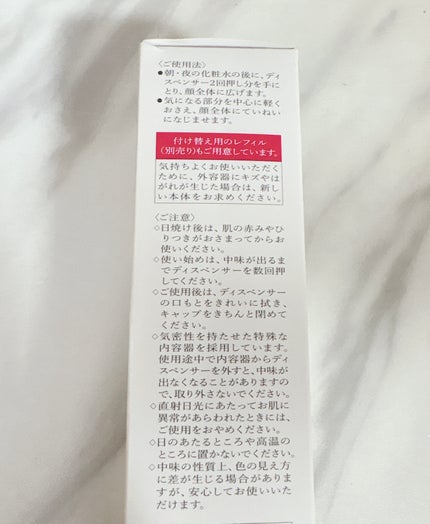 〈ご使用法〉
●朝・夜の化粧水の後に、ディ
スペンサー2回押し分を手に
とり、顔全体に広げます。
●気になる部分を中心に軽く
おさえ、顔全体にていねい
になじませます。
付け替え用のレフィル
(別売り)もご用意しています。
気持ちよくお使いいただく
ために、外容器にキズやは
がれが生じた場合は、新し
い本体をお求めください。
〈ご注意〉
◇日焼け後は、肌の赤みやひ
りつきがおさまってからお
使いください。
◇使い始めは、中味が出るま
でディスペンサーを数回押
してください。
◇ご使用後は、ディスペンサー
の口もとをきれいに拭き、
キャップをきちんと閉めて
ください。
◇気密性を持たせた特殊な
内容器を採用しています。
使用途中で内容器からディ
スペンサーを外すと、中味が
出なくなることがありますの
で、取り外さないでください。
◇直射日光にあたってお肌に
異常があらわれたときには、
ご使用をおやめください。
◇日のあたるところや高温の
ところに置かないでください。
◇中味の性質上、色の見え方
に差が生じる場合がありま
すが、安心してお使いいた
だけます。